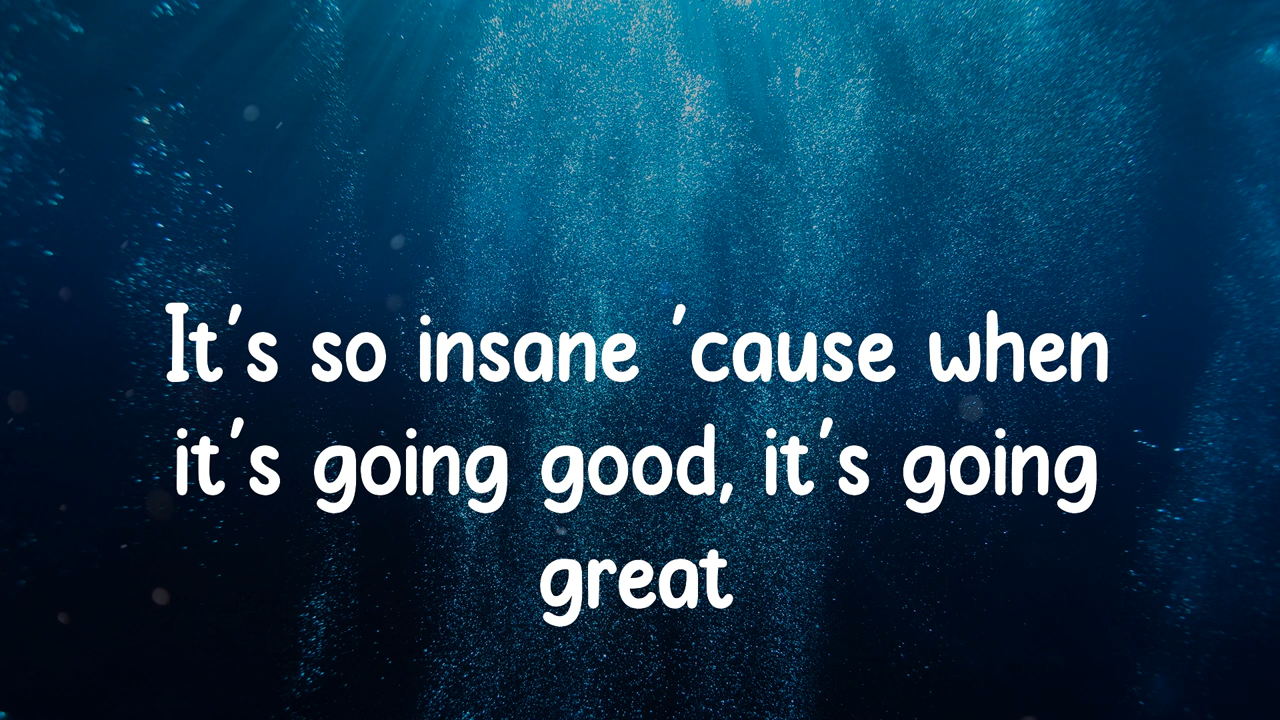 It's so insane 'cause when
it's going good, it's going
great